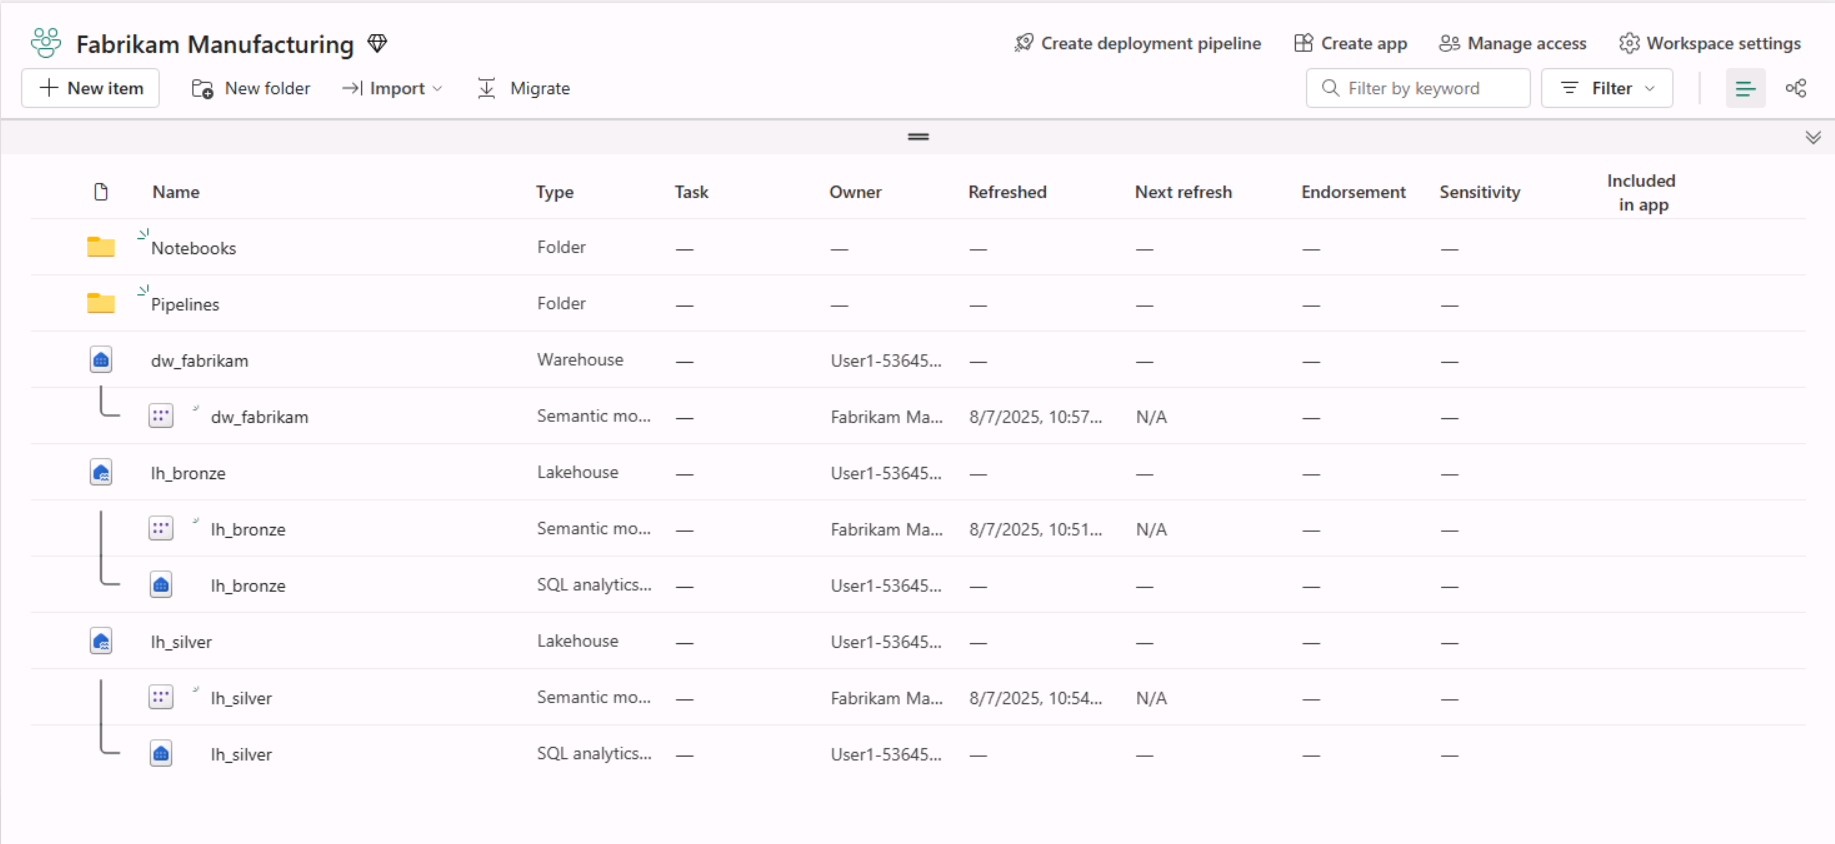 Fabrikam Manufacturing
Create deployment pipeline
Create app
Manage access
Workspace settings
New item
New folder
Import
Migrate
Filter by keyword
Filter
Name Type Task Owner Refreshed Next refresh Endorsement Sensitivity Included in app
Notebooks Folder — — — — — —
Pipelines Folder — — — — — —
dw_fabrikam Warehouse — User1-53645... — — — —
dw_fabrikam Semantic mo... — Fabrikam Ma... 8/7/2025, 10:57... N/A — —
lh_bronze Lakehouse — User1-53645... — — — —
lh_bronze Semantic mo... — Fabrikam Ma... 8/7/2025, 10:51... N/A — —
lh_bronze SQL analytics... — User1-53645... — — — —
lh_silver Lakehouse — User1-53645... — — — —
lh_silver Semantic mo... — Fabrikam Ma... 8/7/2025, 10:54... N/A — —
lh_silver SQL analytics... — User1-53645... — — — —